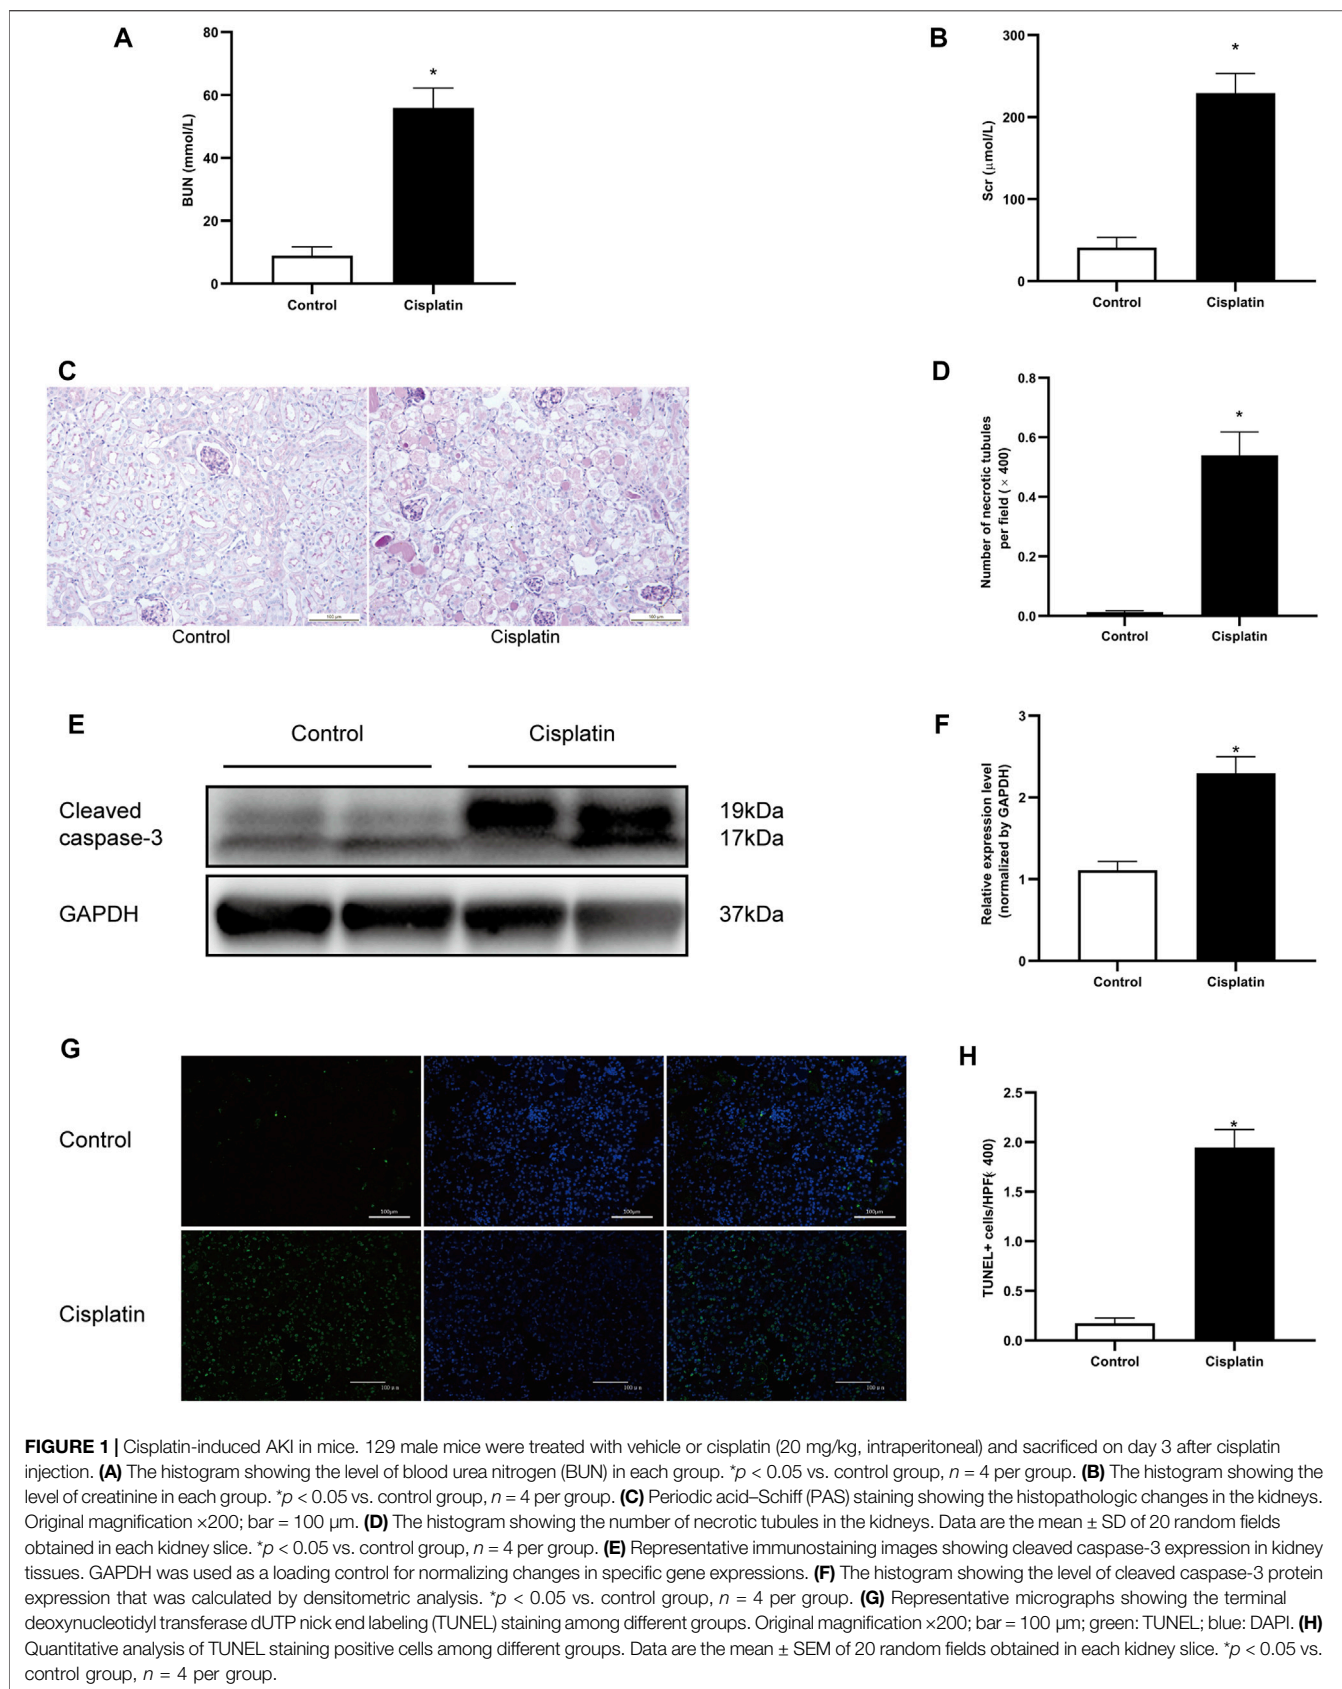 A
80
60
40
20
0
BUN (mmol/L)
*
Control
Cisplatin
B
300
200
100
0
Scr (μmol/L)
*
Control
Cisplatin
C
100 μm
100 μm
Control
Cisplatin
D
0.8
0.6
0.4
0.2
0.0
Number of necrotic tubules
per field ( × 400)
*
Control
Cisplatin
E
Control
Cisplatin
Cleaved
caspase-3
19kDa
17kDa
GAPDH
37kDa
F
3
2
1
0
Relative expression level
(normalized by GAPDH)
*
Control
Cisplatin
G
Control
100μm
100μm
100μm
Cisplatin
100 μm
100 μm
100 μm
H
2.5
2.0
1.5
1.0
0.5
0.0
TUNEL+ cells/HPF( 400)
*
Control
Cisplatin
FIGURE 1 | Cisplatin-induced AKI in mice. 129 male mice were treated with vehicle or cisplatin (20 mg/kg, intraperitoneal) and sacrificed on day 3 after cisplatin
injection. (A) The histogram showing the level of blood urea nitrogen (BUN) in each group. *p < 0.05 vs. control group, n = 4 per group. (B) The histogram showing the
level of creatinine in each group. *p < 0.05 vs. control group, n = 4 per group. (C) Periodic acid–Schiff (PAS) staining showing the histopathologic changes in the kidneys.
Original magnification ×200; bar = 100 μm. (D) The histogram showing the number of necrotic tubules in the kidneys. Data are the mean ± SD of 20 random fields
obtained in each kidney slice. *p < 0.05 vs. control group, n = 4 per group. (E) Representative immunostaining images showing cleaved caspase-3 expression in kidney
tissues. GAPDH was used as a loading control for normalizing changes in specific gene expressions. (F) The histogram showing the level of cleaved caspase-3 protein
expression that was calculated by densitometric analysis. *p < 0.05 vs. control group, n = 4 per group. (G) Representative micrographs showing the terminal
deoxynucleotidyl transferase dUTP nick end labeling (TUNEL) staining among different groups. Original magnification ×200; bar = 100 μm; green: TUNEL; blue: DAPI. (H)
Quantitative analysis of TUNEL staining positive cells among different groups. Data are the mean ± SEM of 20 random fields obtained in each kidney slice. *p < 0.05 vs.
control group, n = 4 per group.